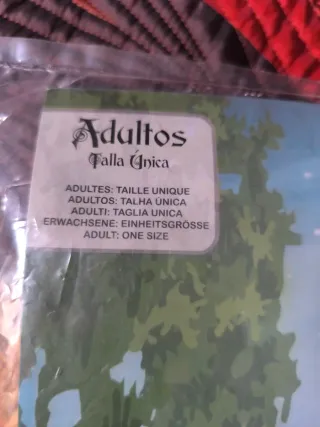 Adultos
Talla Única
ADULTES: TAILLE UNIQUE
ADULTOS: TALHA ÚNICA
ADULTI: TAGLIA UNICA
ERWACHSENE: EINHEITSGRÖSSE
ADULT: ONE SIZE